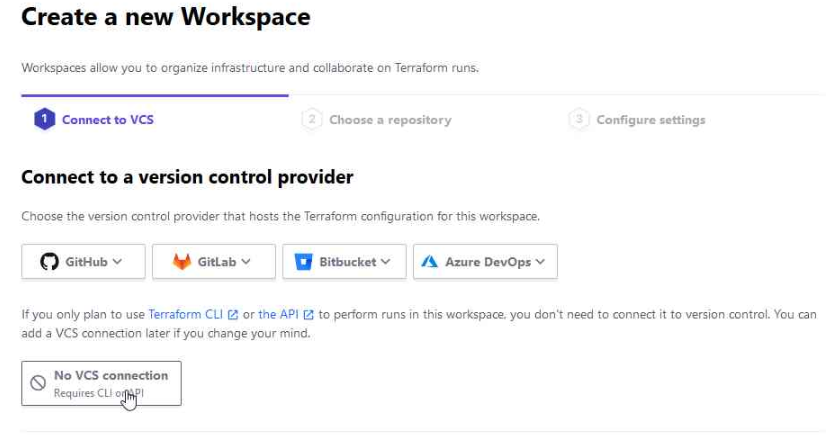 Create a new Workspace
Workspaces allow you to organize infrastructure and collaborate on Terraform runs.
1 Connect to VCS
2 Choose a repository
3 Configure settings
Connect to a version control provider
Choose the version control provider that hosts the Terraform configuration for this workspace.
GitHub
GitLab
Bitbucket
Azure DevOps
If you only plan to use Terraform CLI or the API to perform runs in this workspace, you don't need to connect it to version control. You can
add a VCS connection later if you change your mind.
No VCS connection
Requires CLI or API